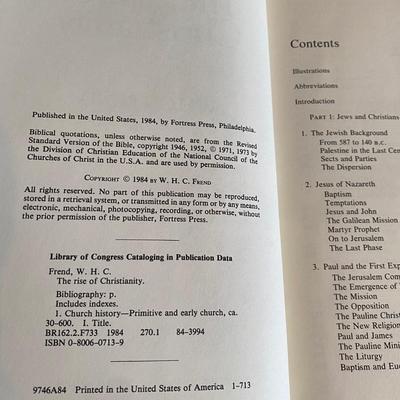 Published in the United States, 1984, by Fortress Press, Philadelphia.
Biblical quotations, unless otherwise noted, are from the Revised
Standard Version of the Bible, copyright 1946, 1952, © 1971, 1973 by
the Division of Christian Education of the National Council of the
Churches of Christ in the U.S.A. and are used by permission.
COPYRIGHT © 1984 BY W. H. C. FREND
All rights reserved. No part of this publication may be reproduced,
stored in a retrieval system, or transmitted in any form or by any means,
electronic, mechanical, photocopying, recording, or otherwise, without
the prior permission of the publisher, Fortress Press.
Library of Congress Cataloging in Publication Data
Frend, W. H. C.
The rise of Christianity.
Bibliography: p.
Includes indexes.
1. Church history—Primitive and early church, ca.
30–600. I. Title.
BR162.2.F733 1984 270.1 84-3994
ISBN 0-8006-0713-9
9746A84 Printed in the United States of America 1–713
Contents
Illustrations
Abbreviations
Introduction
PART 1: Jews and Christians
1. The Jewish Background
From 587 to 140 B.C.
Palestine in the Last Cen
Sects and Parties
The Dispersion
2. Jesus of Nazareth
Baptism
Temptations
Jesus and John
The Galilean Mission
Martyr Prophet
On to Jerusalem
The Last Phase
3. Paul and the First Exp
The Jerusalem Com
The Emergence of
The Mission
The Opposition
The Pauline Christ
The New Religion
Paul and James
The Pauline Mini
The Liturgy
Baptism and Euc